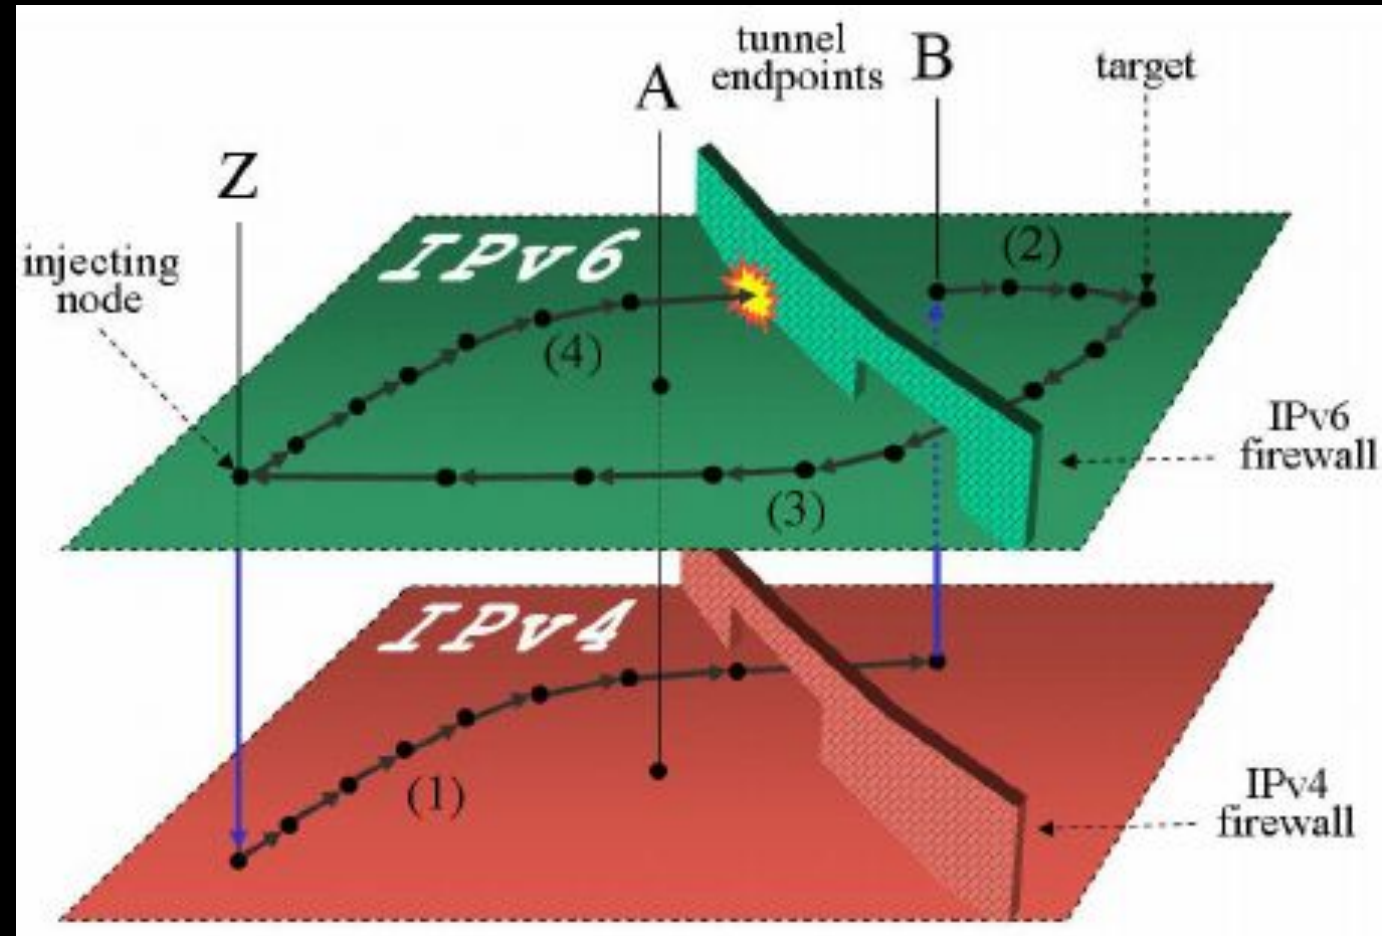 tunnel
endpoints
A
B
target
Z
injecting
node
IPv6
(2)
(4)
(3)
IPv6
firewall
IPv4
(1)
IPv4
firewall